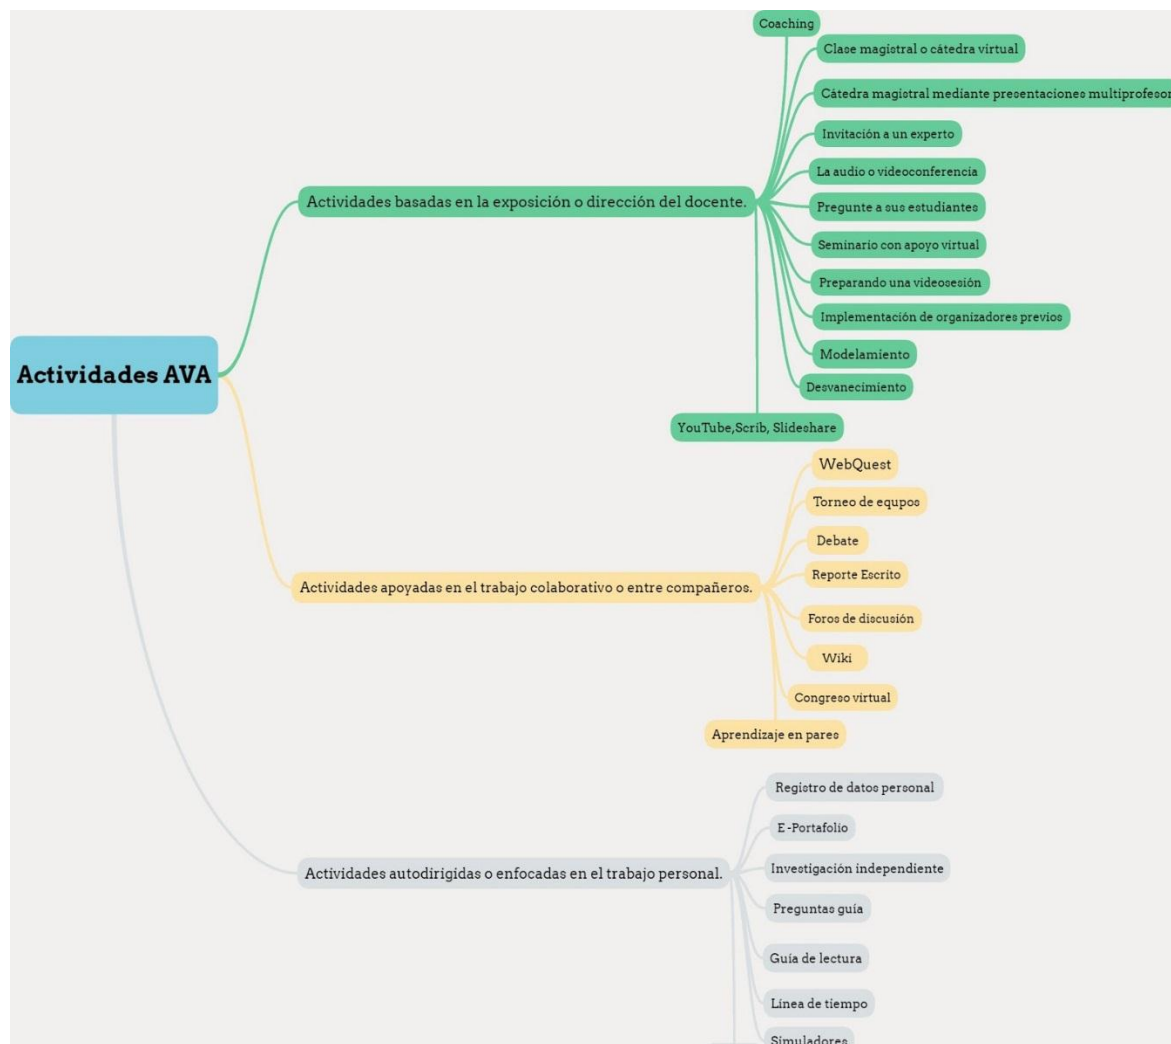 Actividades AVA
Actividades basadas en la exposición o dirección del docente.
Coaching
Clase magistral o cátedra virtual
Cátedra magistral mediante presentaciones multiprofesor
Invitación a un experto
La audio o videoconferencia
Pregunte a sus estudiantes
Seminario con apoyo virtual
Preparando una videosesión
Implementación de organizadores previos
Modelamiento
Desvanecimiento
YouTube,Scrib, Slideshare
Actividades apoyadas en el trabajo colaborativo o entre compañeros.
WebQuest
Torneo de equpos
Debate
Reporte Escrito
Foros de discusión
Wiki
Congreso virtual
Aprendizaje en pares
Actividades autodirigidas o enfocadas en el trabajo personal.
Registro de datos personal
E -Portafolio
Investigación independiente
Preguntas guía
Guía de lectura
Línea de tiempo
Simuladores